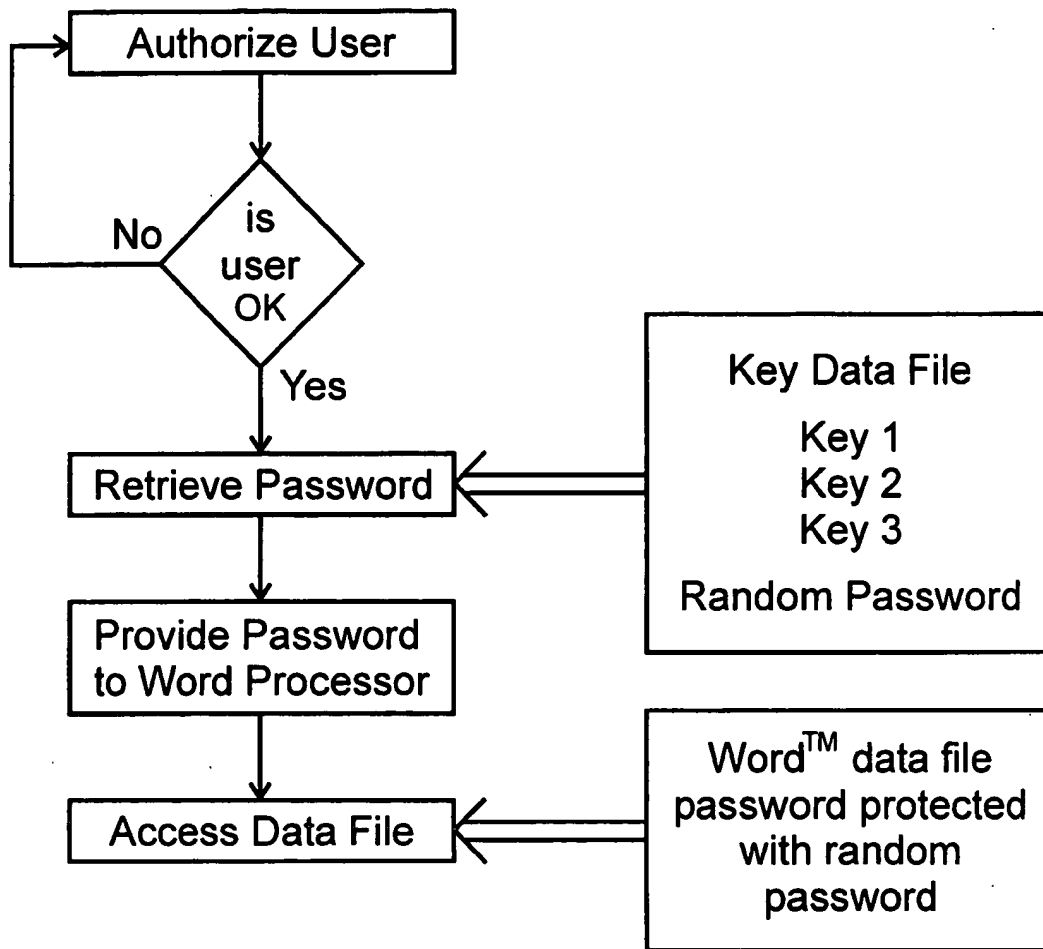 Authorize User
is
user
OK
No
Yes
Retrieve Password
Key Data File
Key 1
Key 2
Key 3
Random Password
Provide Password
to Word Processor
Access Data File
Word™ data file
password protected
with random
password